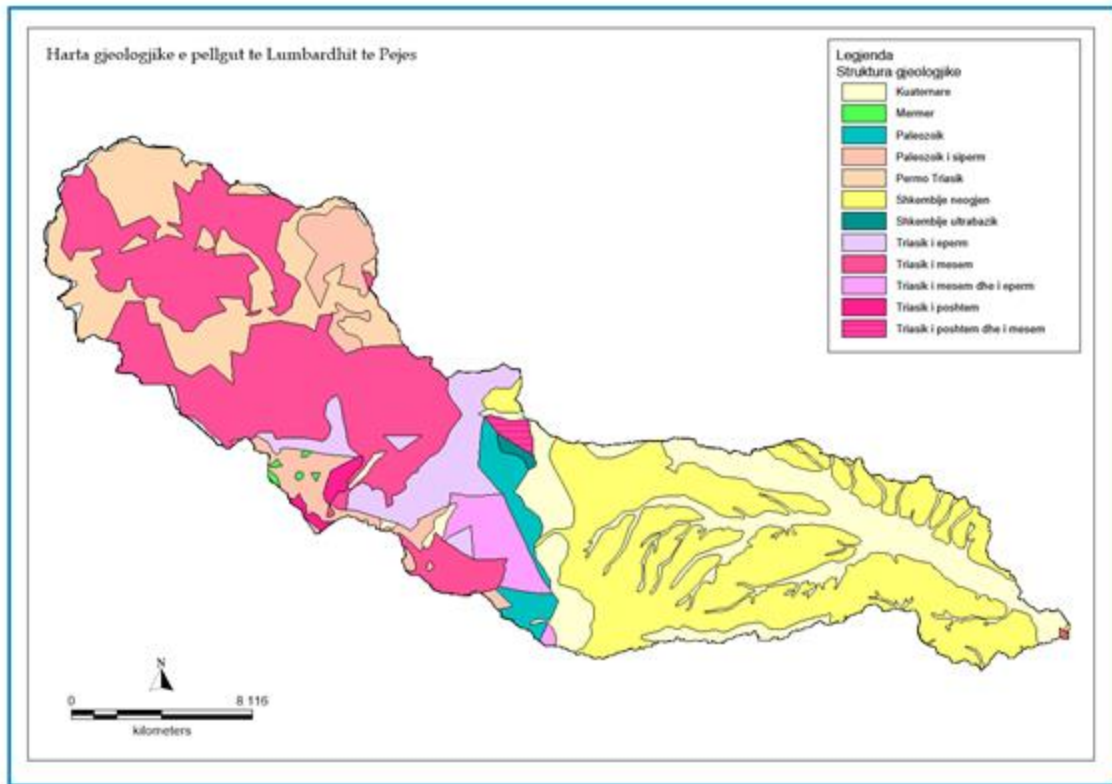 Harta gjeologjike e pellgut te Lumbardhit te Pejes
Legjenda
Struktura gjeologjike
Kuaternare
Mermer
Paleozoik
Paleozoik i siperm
Permo Triasik
Shkembije neogjen
Shkembije ultrabazik
Triasik i eperm
Triasik i mesem
Triasik i mesem dhe i eperm
Triasik i poshtem
Triasik i poshtem dhe i mesem
N
0 8 116
kilometers